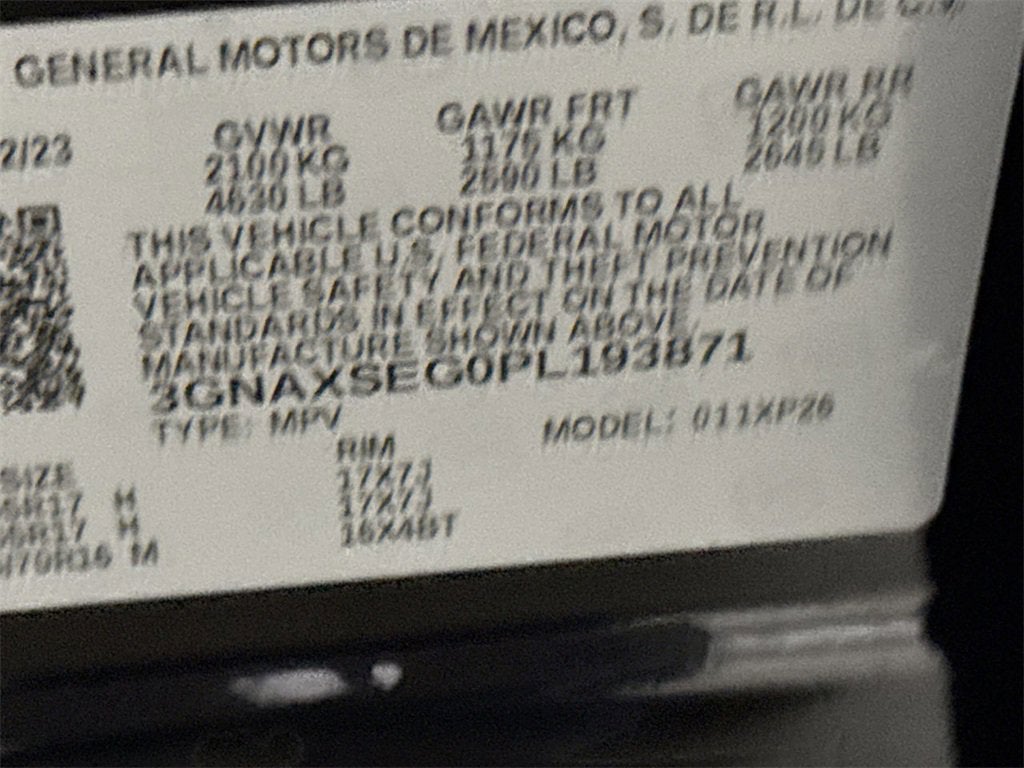 GENERAL MOTORS DE MEXICO, S. DE R.L. DE C.V.
2/23 GVWR GAWR FRT GAWR RR
2100 KG 1175 KG 1200 KG
4630 LB 2590 LB 2645 LB
THIS VEHICLE CONFORMS TO ALL
APPLICABLE U.S. FEDERAL MOTOR
VEHICLE SAFETY AND THEFT PREVENTION
STANDARDS IN EFFECT ON THE DATE OF
MANUFACTURE SHOWN ABOVE.
3GNAXSEG0PL193871
TYPE: MPV MODEL: 011XP26
SIZE RIM
5R17 H 17X7J
5R17 H 17X7J
/70R16 M 16X4BT